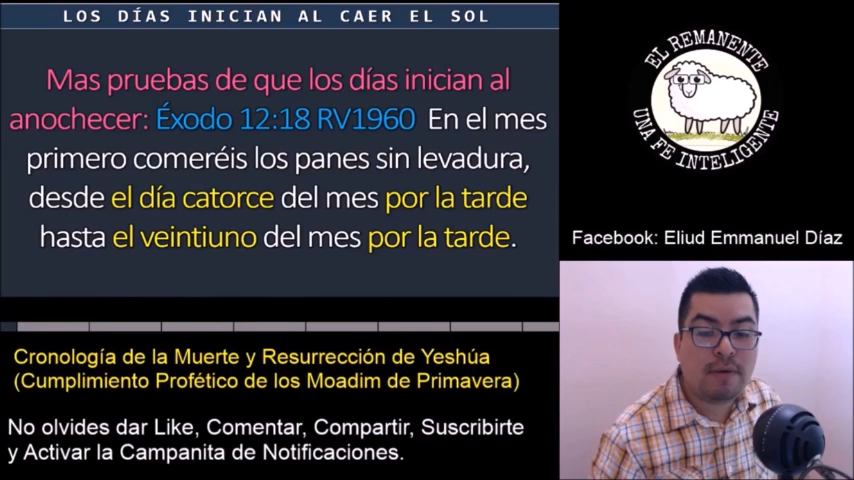 LOS DÍAS INICIAN AL CAER EL SOL
Mas pruebas de que los días inician al
anochecer: Éxodo 12:18 RV1960 En el mes
primero comeréis los panes sin levadura,
desde el día catorce del mes por la tarde
hasta el veintiuno del mes por la tarde.
EL REMANENTE
UNA FE INTELIGENTE
Facebook: Eliud Emmanuel Díaz
Cronología de la Muerte y Resurrección de Yeshúa
(Cumplimiento Profético de los Moadim de Primavera)
No olvides dar Like, Comentar, Compartir, Suscribirte
y Activar la Campanita de Notificaciones.